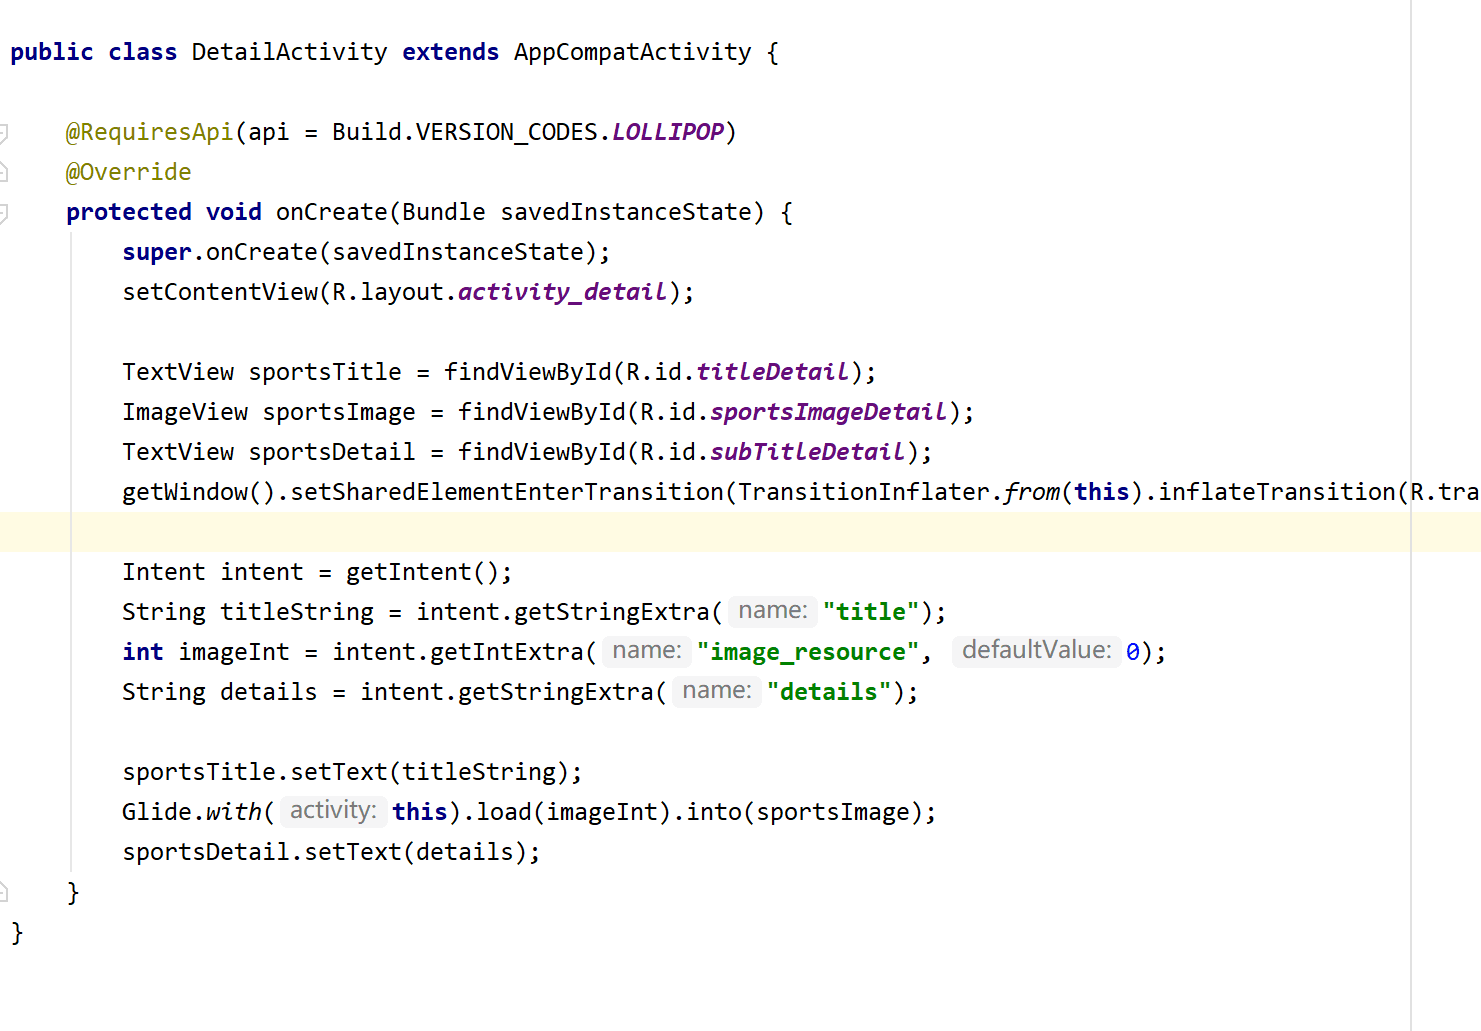 public class DetailActivity extends AppCompatActivity {
@RequiresApi(api = Build.VERSION_CODES.LOLLIPOP)
@Override
protected void onCreate(Bundle savedInstanceState) {
super.onCreate(savedInstanceState);
setContentView(R.layout.activity_detail);
TextView sportsTitle = findViewById(R.id.titleDetail);
ImageView sportsImage = findViewById(R.id.sportsImageDetail);
TextView sportsDetail = findViewById(R.id.subTitleDetail);
getWindow().setSharedElementEnterTransition(TransitionInflater.from(this).inflateTransition(R.tra
Intent intent = getIntent();
String titleString = intent.getStringExtra( name: "title");
int imageInt = intent.getIntExtra( name: "image_resource", defaultValue: 0);
String details = intent.getStringExtra( name: "details");
sportsTitle.setText(titleString);
Glide.with( activity: this).load(imageInt).into(sportsImage);
sportsDetail.setText(details);
}
}